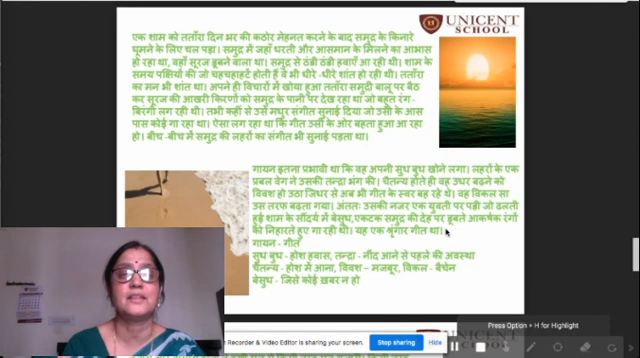 UNICENT
SCHOOL
एक शाम को तताँरा दिन भर की कठोर मेहनत करने के बाद समुद्र के किनारे
घूमने के लिए चल पड़ा। समुद्र में जहाँ धरती और आसमान के मिलने का आभास
हो रहा था, वहाँ सूरज डूबने वाला था। समुद्र से ठंडी ठंडी हवाएँ आ रही थी। शाम के
समय पक्षियों की जो चहचहाहटें होती हैं वे भी धीरे -धीरे शांत हो रही थी। तताँरा
का मन भी शांत था। अपने ही विचारों में खोया हुआ तताँरा समुद्री बालू पर बैठ
कर सूरज की आखरी किरणों को समुद्र के पानी पर देख रहा था जो बहुत रंग -
बिरंगी लग रही थी। तभी कहीं से उसे मधुर संगीत सुनाई दिया जो उसी के आस
पास कोई गा रहा था। ऐसा लग रहा था कि गीत उसी के ओर बहता हुआ आ रहा
हो। बीच -बीच में समुद्र की लहरों का संगीत भी सुनाई पड़ता था।
गायन इतना प्रभावी था कि वह अपनी सुध बुध खोने लगा। लहरों के एक
प्रबल वेग ने उसकी तन्द्रा भंग की। चैतन्य होते ही वह उधर बढ़ने को
विवश हो उठा जिधर से अब भी गीत के स्वर बह रहे थे। वह विकल सा
उस तरफ बढ़ता गया। अंततः उसकी नजर एक युवती पर पड़ी जो ढलती
हुई शाम के सौंदर्य में बेसुध,एकटक समुद्र की देह पर डूबते आकर्षक रंगों
को निहारते हुए गा रही थी। यह एक श्रृंगार गीत था।
गायन - गीत
सुध बुध - होश हवास, तन्द्रा - नींद आने से पहले की अवस्था
चैतन्य - होश में आना, विवश – मजबूर, विकल - बैचेन
बेसुध - जिसे कोई ख़बर न हो
Press Option + H for Highlight
Recorder & Video Editor is sharing your screen.
Stop sharing
Hide